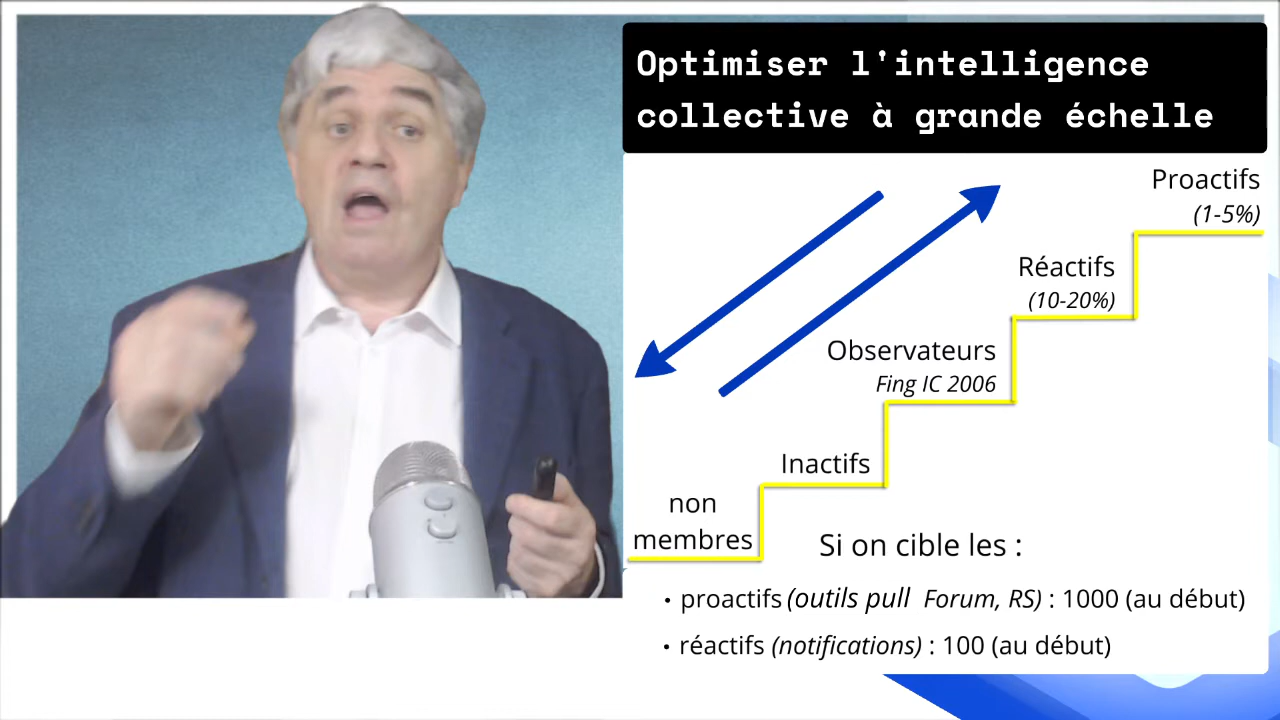 Optimiser l'intelligence
collective à grande échelle
Proactifs
(1-5%)
Réactifs
(10-20%)
Observateurs
Fing IC 2006
Inactifs
non
membres
Si on cible les :
• proactifs (outils pull Forum, RS) : 1000 (au début)
• réactifs (notifications) : 100 (au début)